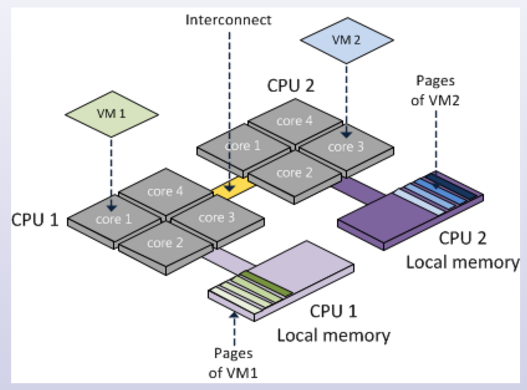 Interconnect
VM 2
CPU 2
Pages
of VM2
VM 1
core 4
core 1
core 3
core 2
core 4
CPU 1
core 1
core 3
core 2
CPU 2
Local memory
CPU 1
Local memory
Pages
of VM1